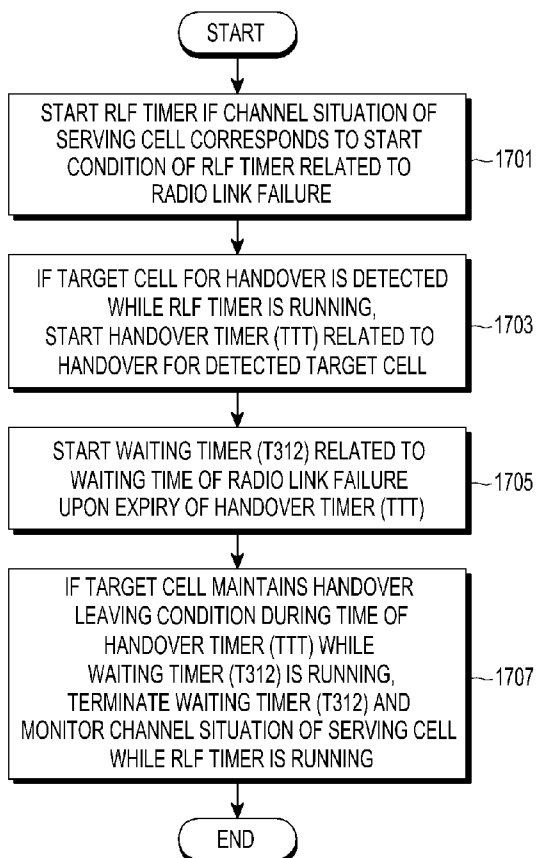 START
START RLF TIMER IF CHANNEL SITUATION OF
SERVING CELL CORRESPONDS TO START
CONDITION OF RLF TIMER RELATED TO
RADIO LINK FAILURE
1701
IF TARGET CELL FOR HANDOVER IS DETECTED
WHILE RLF TIMER IS RUNNING,
START HANDOVER TIMER (TTT) RELATED TO
HANDOVER FOR DETECTED TARGET CELL
1703
START WAITING TIMER (T312) RELATED TO
WAITING TIME OF RADIO LINK FAILURE
UPON EXPIRY OF HANDOVER TIMER (TTT)
1705
IF TARGET CELL MAINTAINS HANDOVER
LEAVING CONDITION DURING TIME OF
HANDOVER TIMER (TTT) WHILE
WAITING TIMER (T312) IS RUNNING,
TERMINATE WAITING TIMER (T312) AND
MONITOR CHANNEL SITUATION OF SERVING CELL
WHILE RLF TIMER IS RUNNING
1707
END